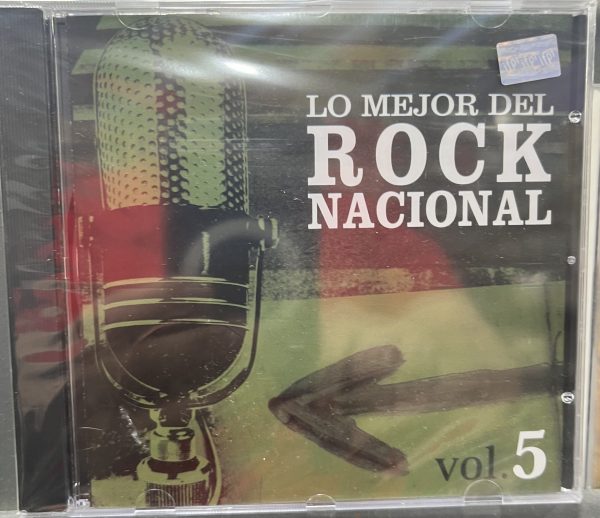 LO MEJOR DEL
ROCK
NACIONAL
vol.5